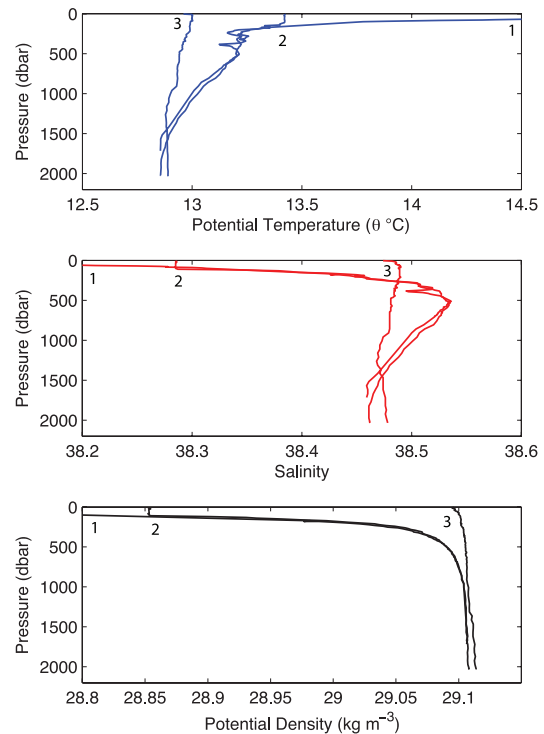 0
500
1000
1500
2000
Pressure (dbar)
3
2
1
12.5 13 13.5 14 14.5
Potential Temperature (θ °C)
0
500
1000
1500
2000
Pressure (dbar)
1
2
3
38.2 38.3 38.4 38.5 38.6
Salinity
0
500
1000
1500
2000
Pressure (dbar)
1
2
3
28.8 28.85 28.9 28.95 29 29.05 29.1
Potential Density (kg m⁻³)